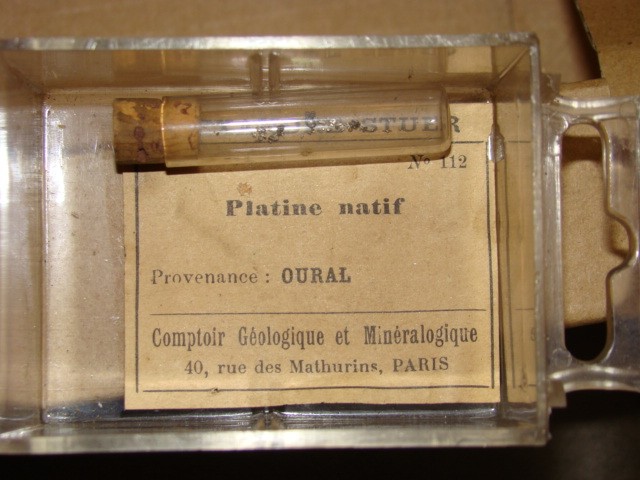 STUER
No 112
Platine natif
Provenance : OURAL
Comptoir Géologique et Minéralogique
40, rue des Mathurins, PARIS